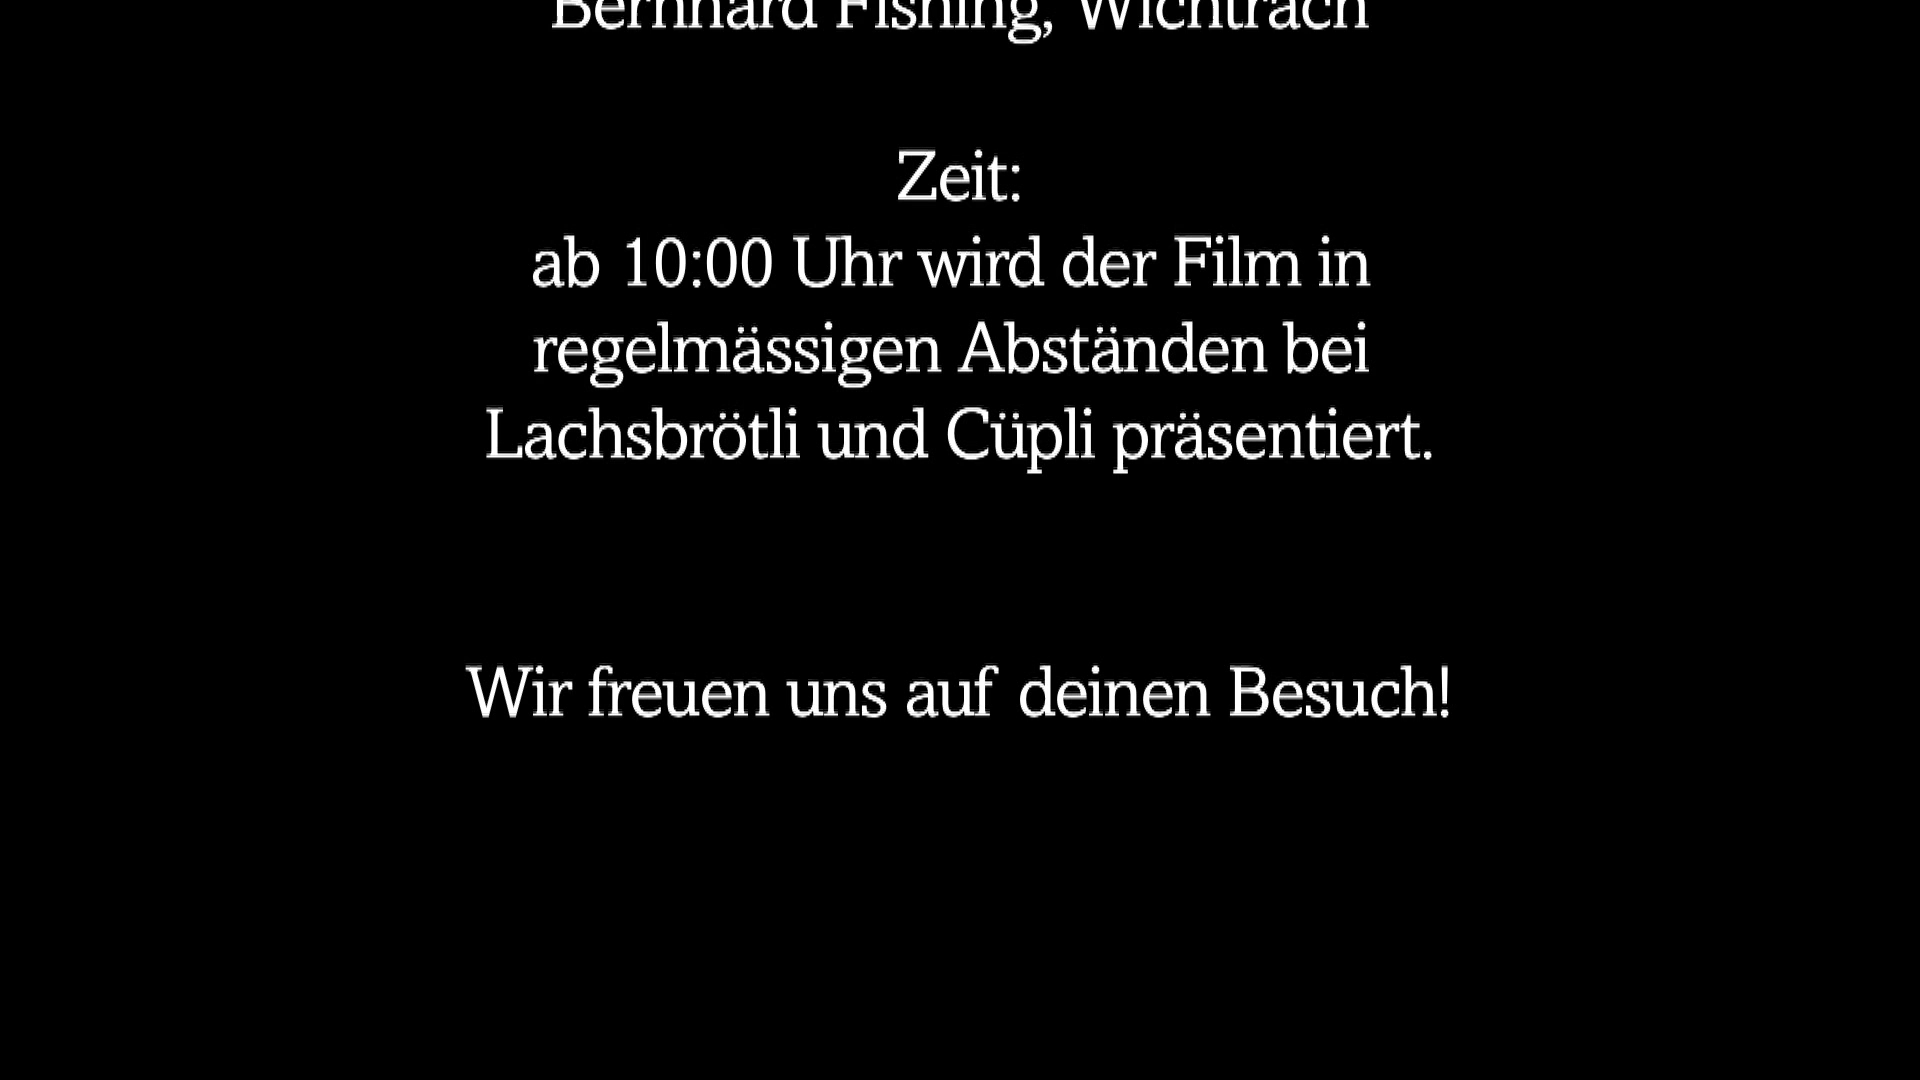 Bernhard Fishing, Wichtrach
Zeit:
ab 10:00 Uhr wird der Film in
regelmässigen Abständen bei
Lachsbrötli und Cüpli präsentiert.
Wir freuen uns auf deinen Besuch!